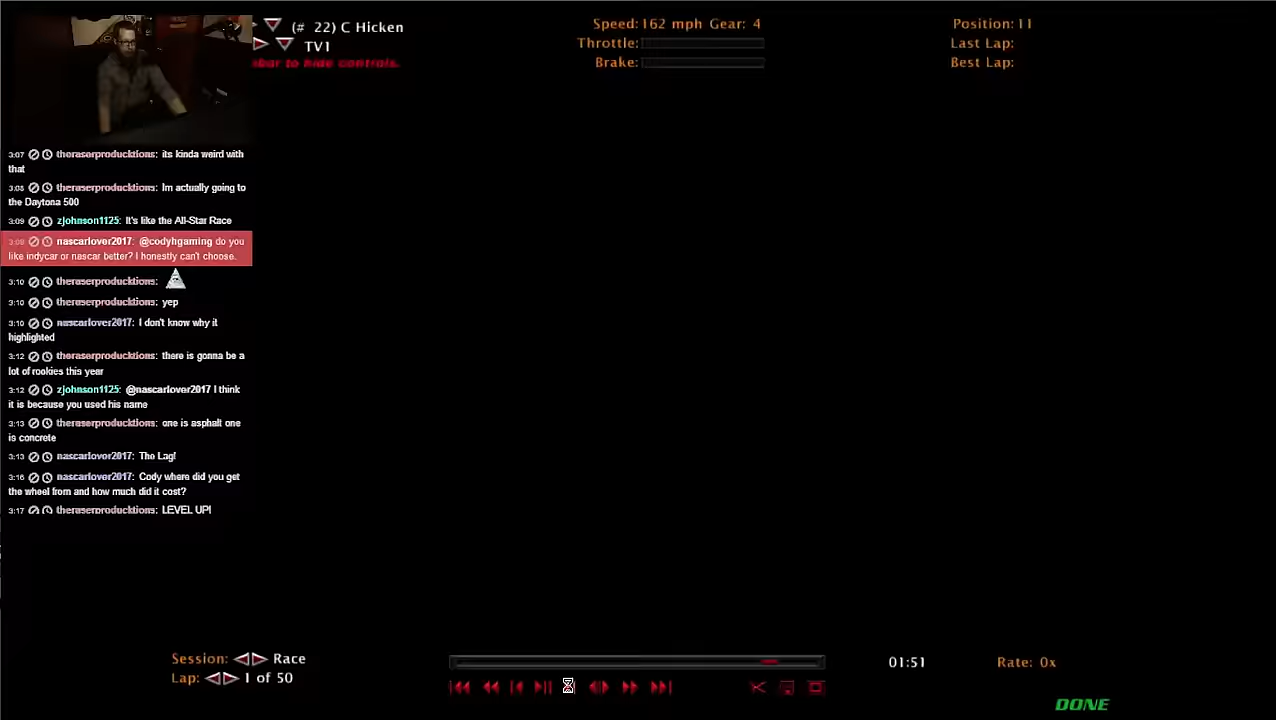 (# 22) C Hicken
TV1
bar to hide controls.
Speed: 162 mph Gear: 4
Throttle:
Brake:
Position: 11
Last Lap:
Best Lap:
3:07 theraserproducktions: its kinda weird with
that
3:08 theraserproducktions: Im actually going to
the Daytona 500
3:09 zjohnson1125: It's like the All-Star Race
3:09 nascarlover2017: @codyhgaming do you
like indycar or nascar better? I honestly can't choose.
3:10 theraserproducktions:
3:10 theraserproducktions: yep
3:10 nascarlover2017: I don't know why it
highlighted
3:12 theraserproducktions: there is gonna be a
lot of rookies this year
3:12 zjohnson1125: @nascarlover2017 I think
it is because you used his name
3:13 theraserproducktions: one is asphalt one
is concrete
3:13 nascarlover2017: The Lag!
3:16 nascarlover2017: Cody where did you get
the wheel from and how much did it cost?
3:17 theraserproducktions: LEVEL UP!
Session: Race
Lap: 1 of 50
01:51
Rate: 0x
DONE